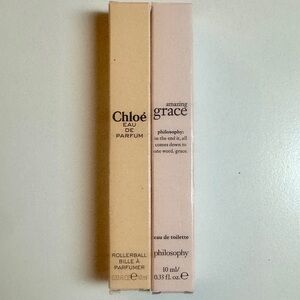 Chloé
EAU
DE
PARFUM
ROLLERBALL
BILLE À
PARFUMER
amazing
grace
philosophy:
in the end it, all
comes down to
one word. grace.
eau de toilette
philosophy
10 ml/
0.33 fl. oz. e